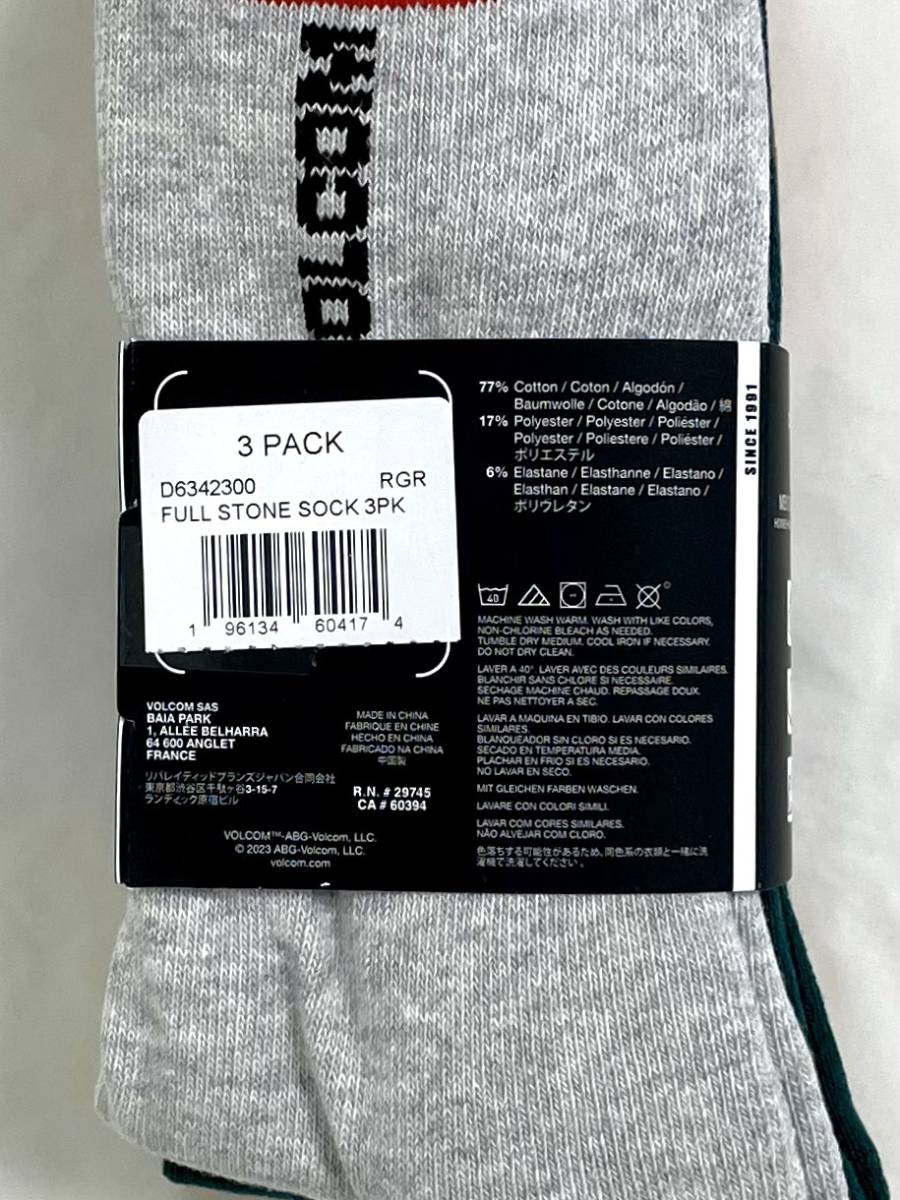 VOLCOM
3 PACK
D6342300 RGR
FULL STONE SOCK 3PK
1 96134 60417 4
77% Cotton / Coton / Algodón /
Baumwolle / Cotone / Algodão / 綿
17% Polyester / Polyester / Poliéster /
Polyester / Poliestere / Poliéster /
ポリエステル
6% Elastane / Elasthanne / Elastano /
Elasthan / Elastane / Elastano /
ポリウレタン
40
MACHINE WASH WARM. WASH WITH LIKE COLORS,
NON-CHLORINE BLEACH AS NEEDED.
TUMBLE DRY MEDIUM. COOL IRON IF NECESSARY.
DO NOT DRY CLEAN.
LAVER A 40°. LAVER AVEC DES COULEURS SIMILAIRES.
BLANCHIR SANS CHLORE SI NECESSAIRE.
SECHAGE MACHINE CHAUD. REPASSAGE DOUX.
NE PAS NETTOYER A SEC.
LAVAR A MAQUINA EN TIBIO. LAVAR CON COLORES
SIMILARES.
BLANQUEADOR SIN CLORO SI ES NECESARIO.
SECADO EN TEMPERATURA MEDIA.
PLACHAR EN FRIO SI ES NECESARIO.
NO LAVAR EN SECO.
MIT GLEICHEN FARBEN WASCHEN.
LAVARE CON COLORI SIMILI.
LAVAR COM CORES SIMILARES.
NÃO ALVEJAR COM CLORO.
色落ちする可能性があるため、同色系の衣類と一緒に洗
濯機で洗濯してください。
VOLCOM SAS
BAIA PARK
1, ALLÉE BELHARRA
64 600 ANGLET
FRANCE
リバレイティッドブランズジャパン合同会社
東京都渋谷区千駄ヶ谷3-15-7
ランディック原宿ビル
MADE IN CHINA
FABRIQUE EN CHINE
HECHO EN CHINA
FABRICADO NA CHINA
中国製
R.N. # 29745
CA # 60394
VOLCOM™-ABG-Volcom, LLC.
© 2023 ABG-Volcom, LLC.
volcom.com
SINCE 1991